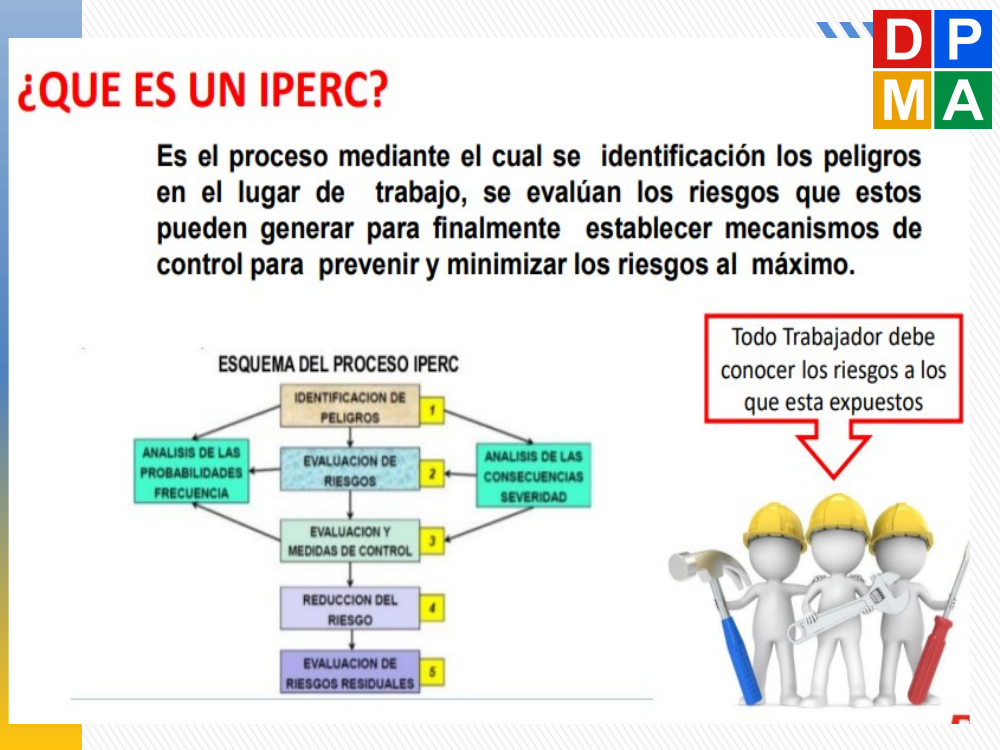 D P
M A
¿QUE ES UN IPERC?
Es el proceso mediante el cual se identificación los peligros
en el lugar de trabajo, se evalúan los riesgos que estos
pueden generar para finalmente establecer mecanismos de
control para prevenir y minimizar los riesgos al máximo.
Todo Trabajador debe
conocer los riesgos a los
que esta expuestos
ESQUEMA DEL PROCESO IPERC
IDENTIFICACION DE
PELIGROS
1
ANALISIS DE LAS
PROBABILIDADES
FRECUENCIA
EVALUACION DE
RIESGOS
2
ANALISIS DE LAS
CONSECUENCIAS
SEVERIDAD
EVALUACION Y
MEDIDAS DE CONTROL
3
REDUCCION DEL
RIESGO
4
EVALUACION DE
RIESGOS RESIDUALES
5